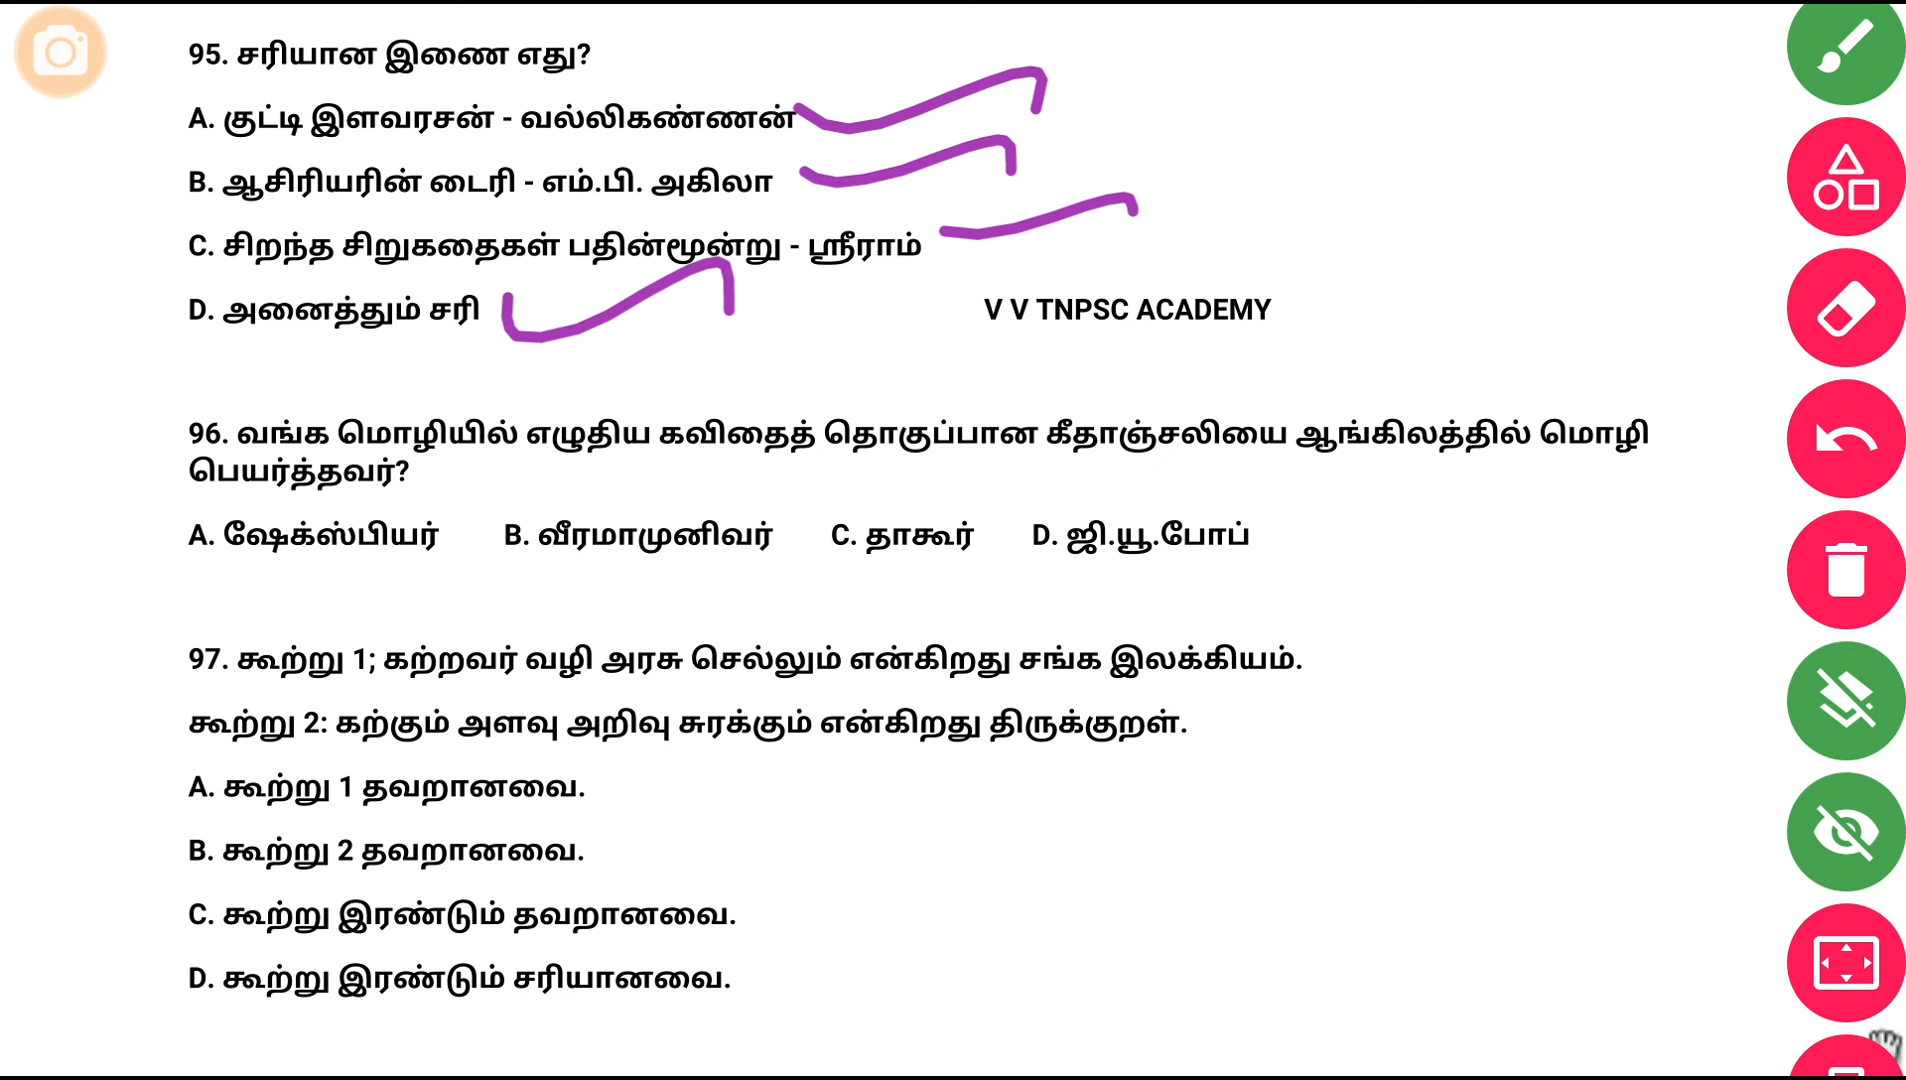 95. சரியான இணை எது?
A. குட்டி இளவரசன் - வல்லிகண்ணன்
B. ஆசிரியரின் டைரி - எம்.பி. அகிலா
C. சிறந்த சிறுகதைகள் பதின்மூன்று - ஸ்ரீராம்
D. அனைத்தும் சரி V V TNPSC ACADEMY
96. வங்க மொழியில் எழுதிய கவிதைத் தொகுப்பான கீதாஞ்சலியை ஆங்கிலத்தில் மொழி
பெயர்த்தவர்?
A. ஷேக்ஸ்பியர் B. வீரமாமுனிவர் C. தாகூர் D. ஜி.யூ.போப்
97. கூற்று 1; கற்றவர் வழி அரசு செல்லும் என்கிறது சங்க இலக்கியம்.
கூற்று 2: கற்கும் அளவு அறிவு சுரக்கும் என்கிறது திருக்குறள்.
A. கூற்று 1 தவறானவை.
B. கூற்று 2 தவறானவை.
C. கூற்று இரண்டும் தவறானவை.
D. கூற்று இரண்டும் சரியானவை.